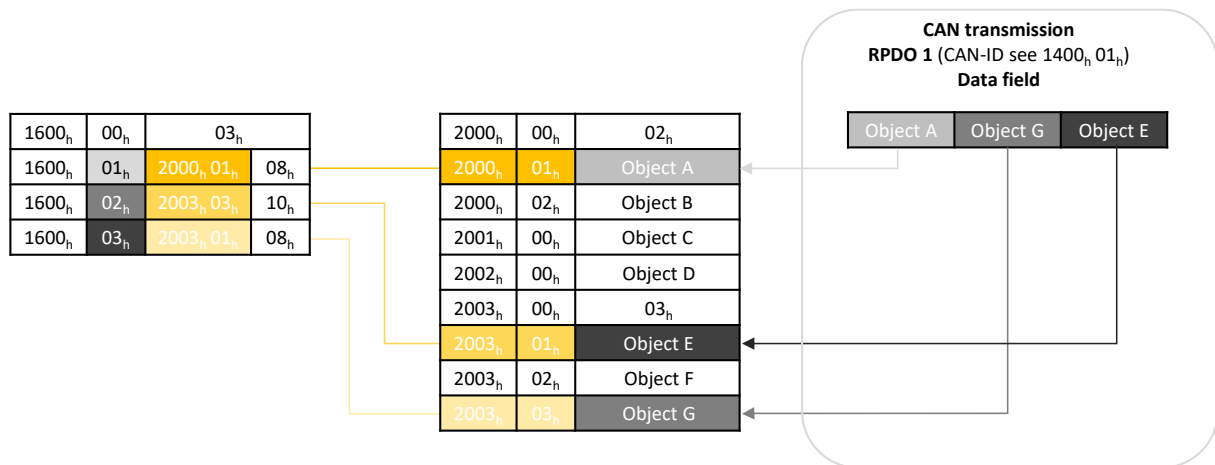 CAN transmission
RPDO 1 (CAN-ID see 1400h 01h)
Data field
Object A Object G Object E
1600h 00h 03h
1600h 01h 2000h 01h 08h
1600h 02h 2003h 03h 10h
1600h 03h 2003h 01h 08h
2000h 00h 02h
2000h 01h Object A
2000h 02h Object B
2001h 00h Object C
2002h 00h Object D
2003h 00h 03h
2003h 01h Object E
2003h 02h Object F
2003h 03h Object G